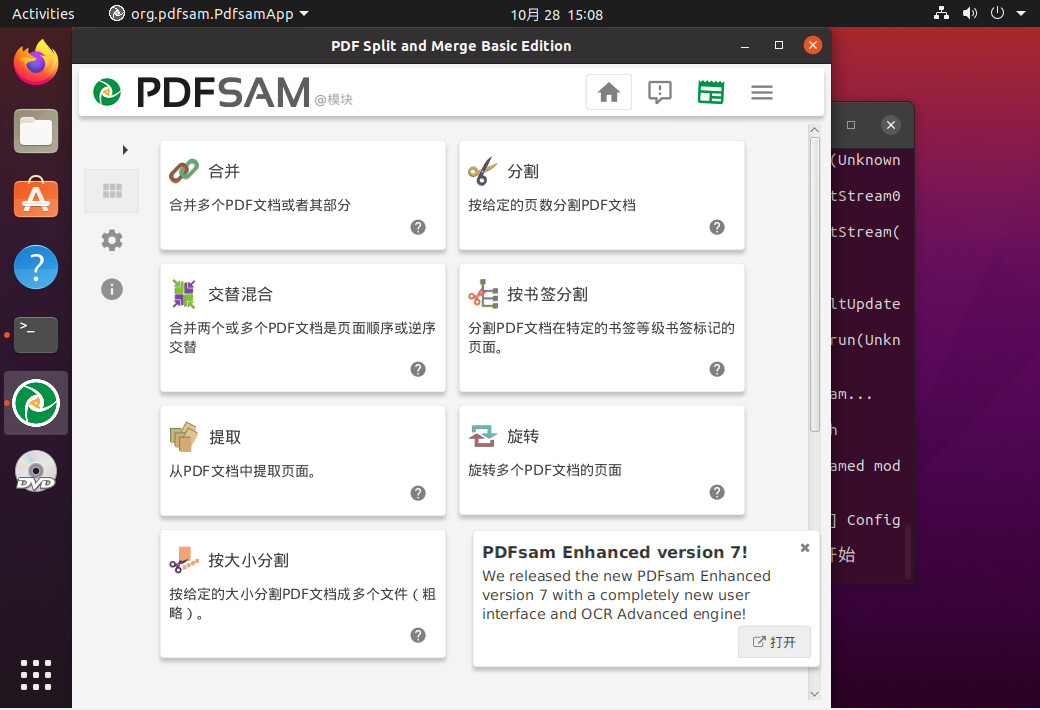 Activities
org.pdfsam.PdfsamApp
10月 28 15:08
PDF Split and Merge Basic Edition
PDFSAM
@模块
合并
合并多个PDF文档或者其部分
分割
按给定的页数分割PDF文档
交替混合
合并两个或多个PDF文档是页面顺序或逆序
交替
按书签分割
分割PDF文档在特定的书签等级书签标记的
页面。
提取
从PDF文档中提取页面。
旋转
旋转多个PDF文档的页面
按大小分割
按给定的大小分割PDF文档成多个文件（粗
略）。
PDFsam Enhanced version 7!
We released the new PDFsam Enhanced
version 7 with a completely new user
interface and OCR Advanced engine!
打开
(Unknown
tStream0
tStream(
ltUpdate
run(Unkn
am...
n
amed mod
] Config
开始
DVD